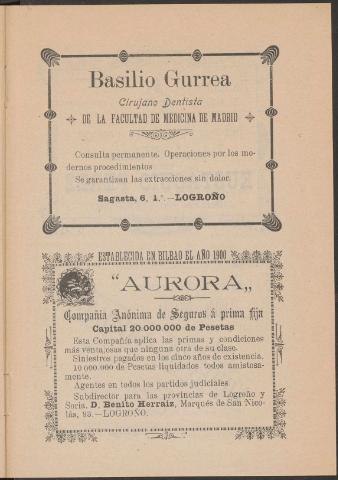 Basilio Gurrea
Cirujano Dentista
DE LA FACULTAD DE MEDICINA DE MADRID
Consulta permanente. Operaciones por los mo-
dernos procedimientos
Se garantizan las extracciones sin dolor.
Sagasta, 6, 1.º—LOGROÑO
ESTABLECIDA EN BILBAO EL AÑO 1900
"AURORA„
Compañía Anónima de Seguros á prima fija
Capital 20.000.000 de Pesetas
Esta Compañía aplica las primas y condiciones
más ventajosas que ninguna otra de su clase.
Siniestros pagados en los cinco años de existencia,
10.000.000 de Pesetas liquidados todos amistosa-
mente.
Agentes en todos los partidos judiciales
Subdirector para las provincias de Logroño y
Soria, D. Benito Herraiz, Marqués de San Nico-
lás, 83.—LOGROÑO.